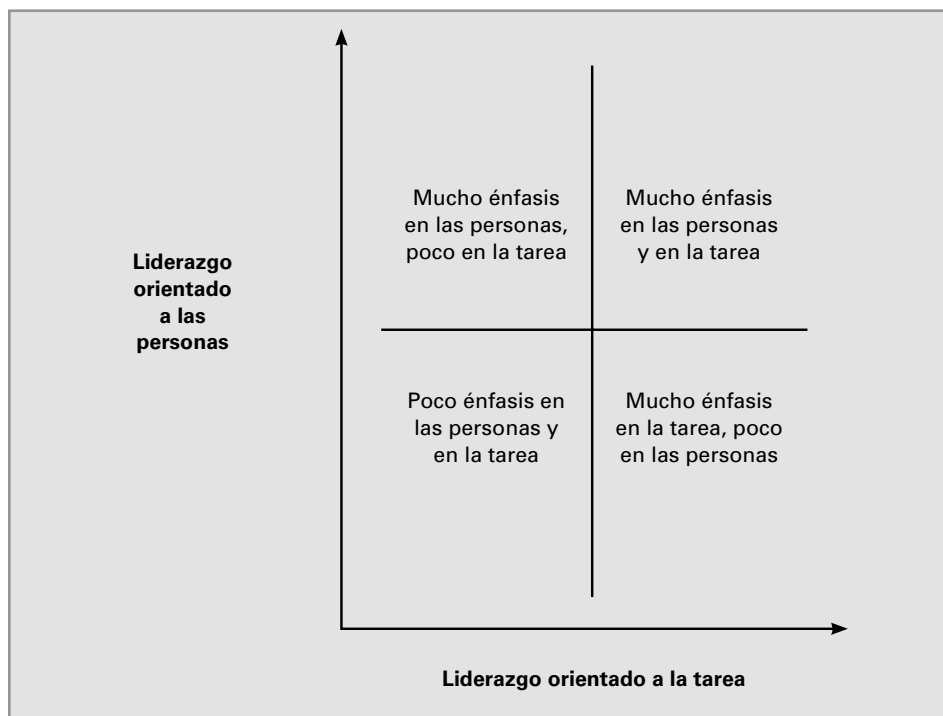 Mucho énfasis
en las personas,
poco en la tarea
Mucho énfasis
en las personas
y en la tarea
Liderazgo
orientado
a las
personas
Poco énfasis en
las personas y
en la tarea
Mucho énfasis
en la tarea, poco
en las personas
Liderazgo orientado a la tarea